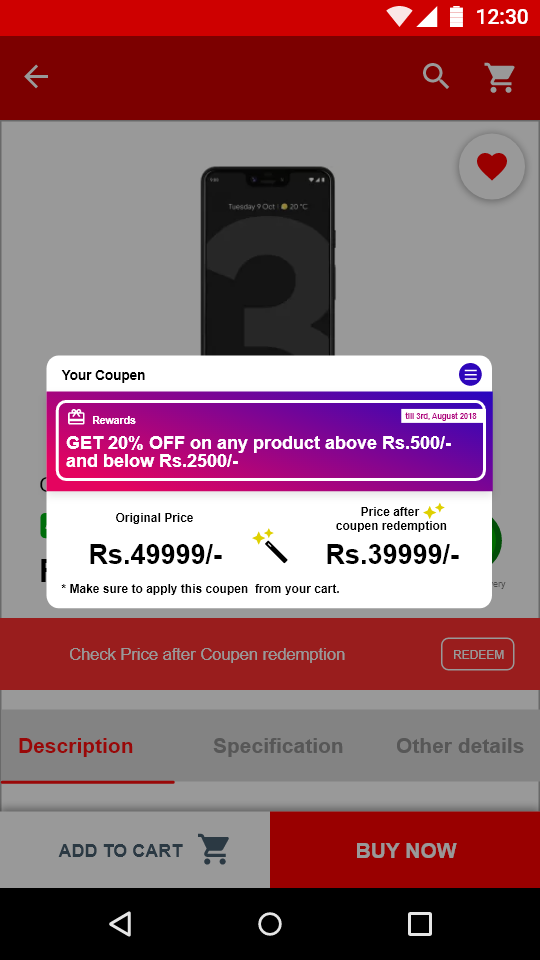 12:30
Tuesday 9 Oct | 20 °C
Your Coupen
Rewards
till 3rd, August 2018
GET 20% OFF on any product above Rs.500/-
and below Rs.2500/-
Original Price
Price after
coupen redemption
Rs.49999/-
Rs.39999/-
* Make sure to apply this coupen from your cart.
Check Price after Coupen redemption
REDEEM
Description
Specification
Other details
ADD TO CART
BUY NOW